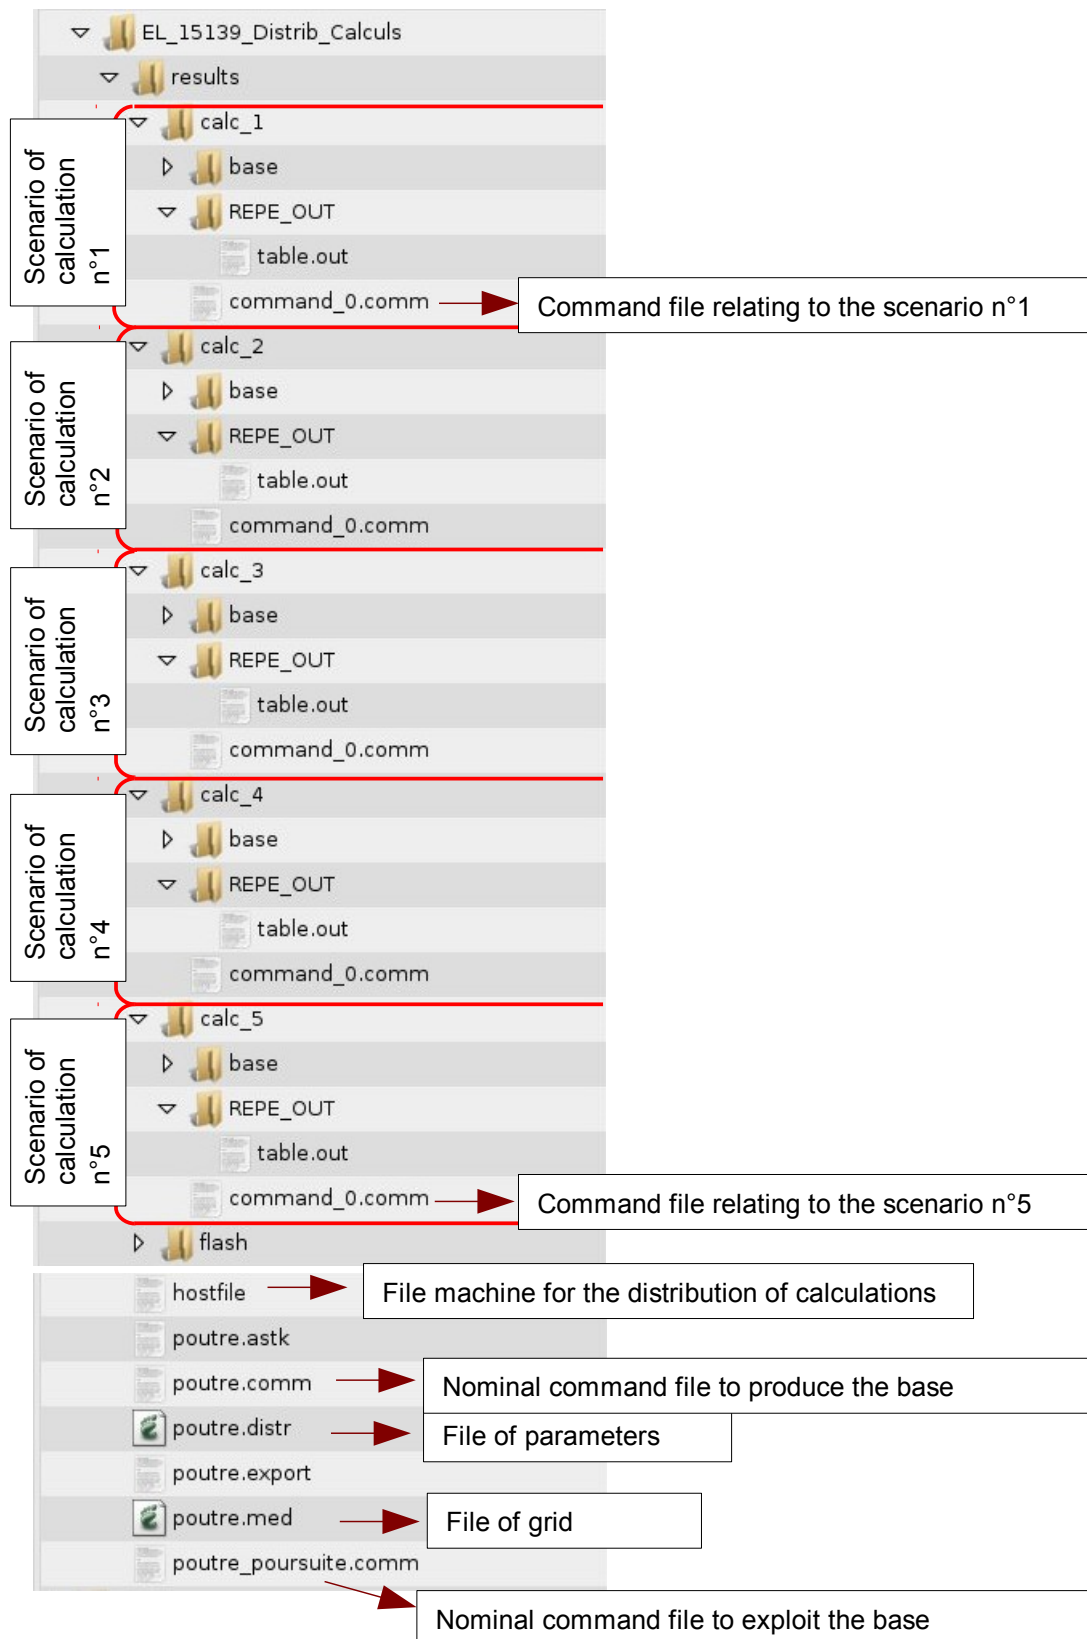 EL_15139_Distrib_Calculs
results
Scenario of
calculation
n°1
calc_1
base
REPE_OUT
table.out
command_0.comm
Command file relating to the scenario n°1
Scenario of
calculation
n°2
calc_2
base
REPE_OUT
table.out
command_0.comm
Scenario of
calculation
n°3
calc_3
base
REPE_OUT
table.out
command_0.comm
Scenario of
calculation
n°4
calc_4
base
REPE_OUT
table.out
command_0.comm
Scenario of
calculation
n°5
calc_5
base
REPE_OUT
table.out
command_0.comm
Command file relating to the scenario n°5
flash
hostfile
File machine for the distribution of calculations
poutre.astk
poutre.comm
Nominal command file to produce the base
poutre.distr
File of parameters
poutre.export
poutre.med
File of grid
poutre_poursuite.comm
Nominal command file to exploit the base